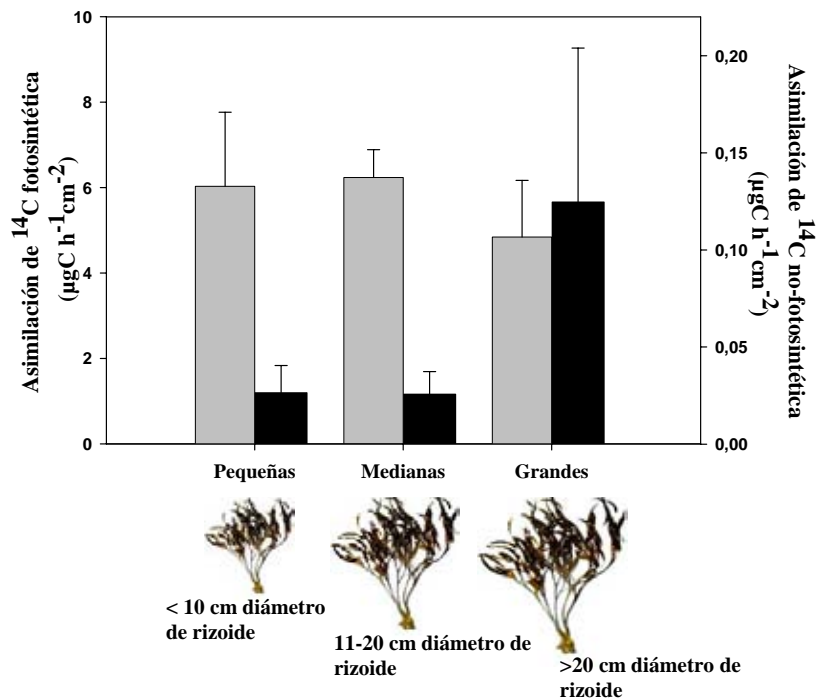 Asimilación de ¹⁴C fotosintética
(µgC h⁻¹cm⁻²)
10
8
6
4
2
0
0,20
0,15
0,10
0,05
0,00
Asimilación de ¹⁴C no-fotosintética
(µgC h⁻¹cm⁻²)
Pequeñas Medianas Grandes
< 10 cm diámetro
de rizoide
11-20 cm diámetro de
rizoide
>20 cm diámetro de
rizoide